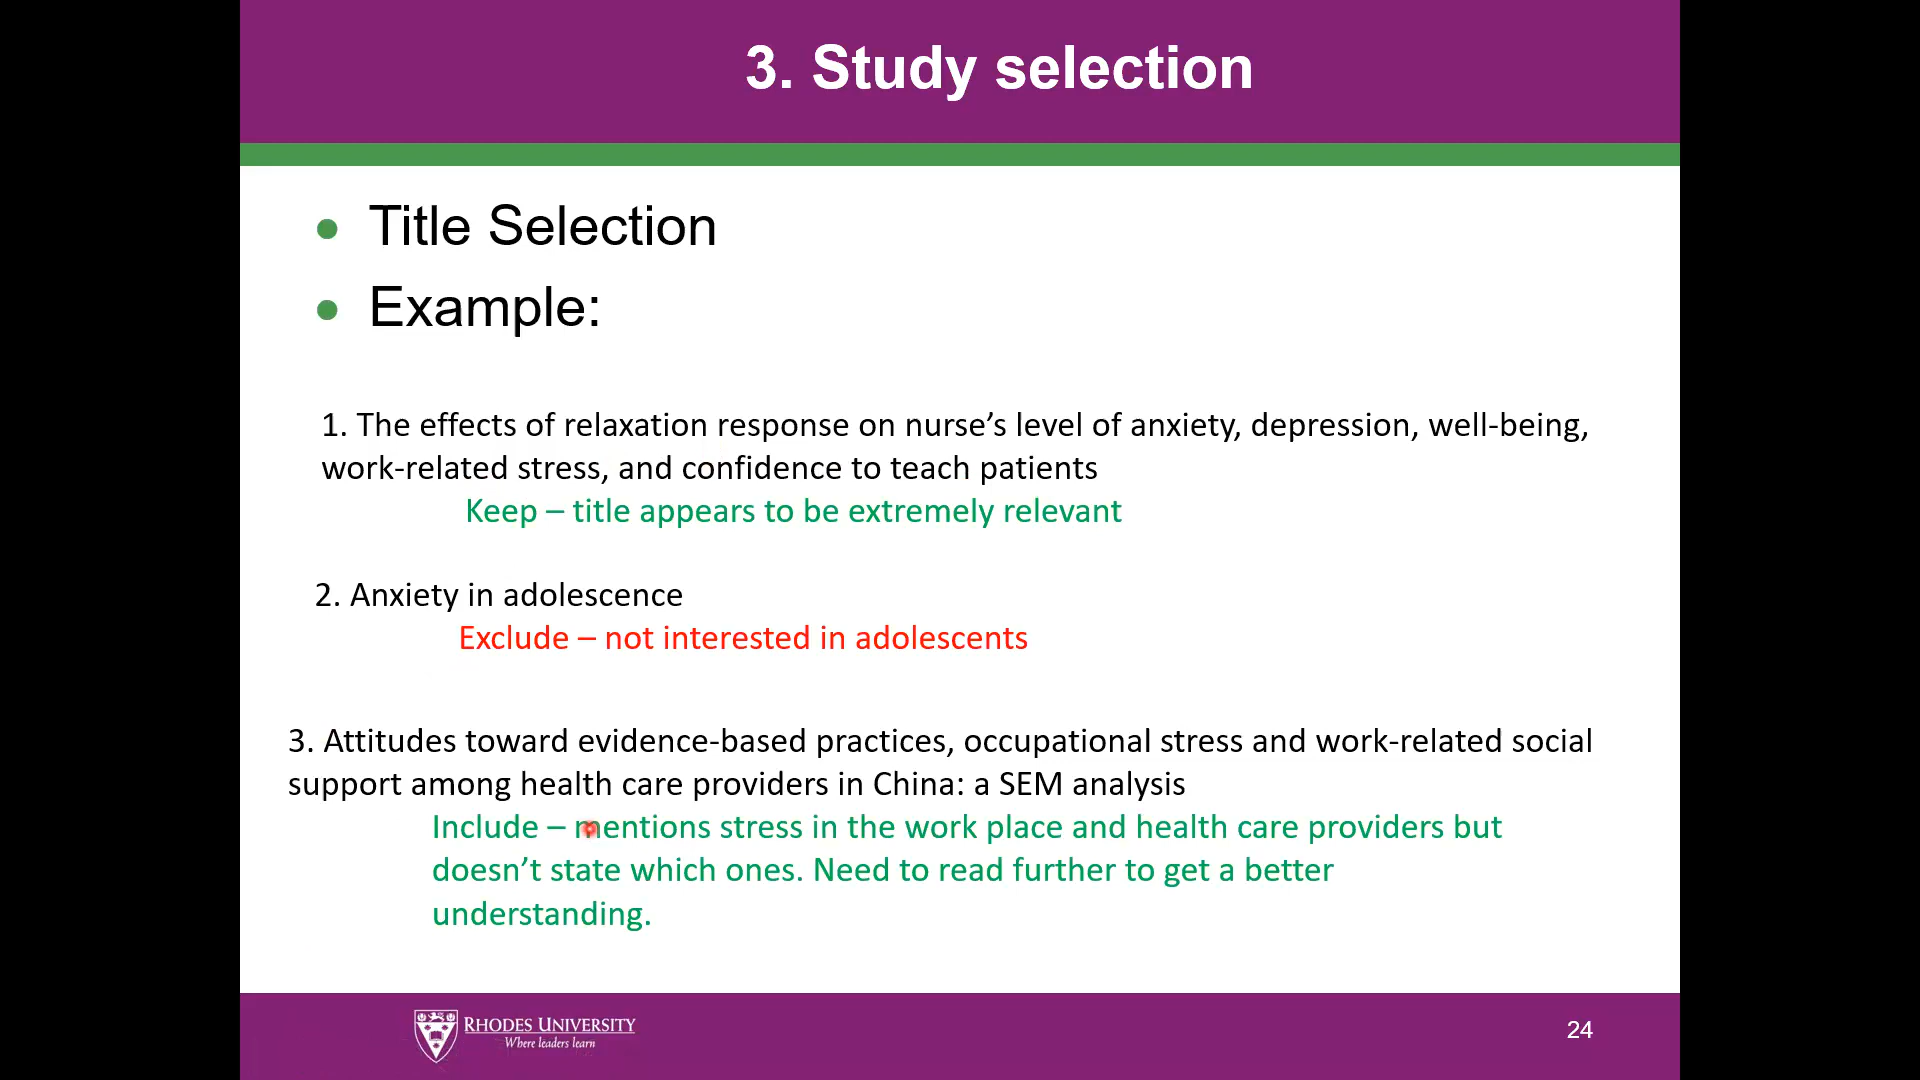 3. Study selection
• Title Selection
• Example:
1. The effects of relaxation response on nurse’s level of anxiety, depression, well-being,
work-related stress, and confidence to teach patients
Keep – title appears to be extremely relevant
2. Anxiety in adolescence
Exclude – not interested in adolescents
3. Attitudes toward evidence-based practices, occupational stress and work-related social
support among health care providers in China: a SEM analysis
Include – mentions stress in the work place and health care providers but
doesn’t state which ones. Need to read further to get a better
understanding.
RHODES UNIVERSITY
Where leaders learn
24